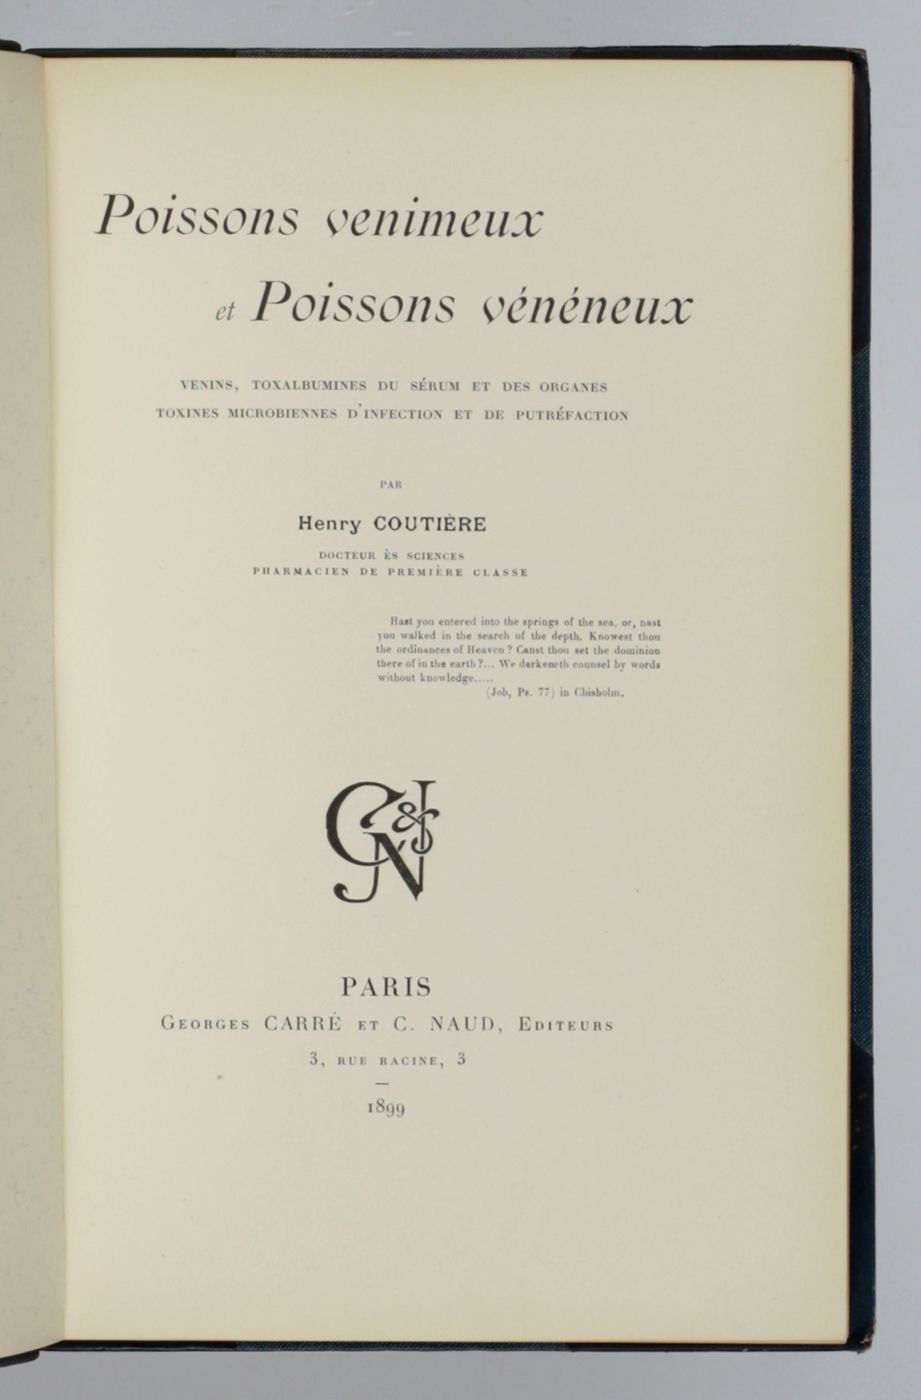 Poissons venimeux
et Poissons vénéneux
VENINS, TOXALBUMINES DU SÉRUM ET DES ORGANES
TOXINES MICROBIENNES D'INFECTION ET DE PUTRÉFACTION
PAR
Henry COUTIÈRE
DOCTEUR ÈS SCIENCES
PHARMACIEN DE PREMIÈRE CLASSE
Hast you entered into the springs of the sea, or, nast
you walked in the search of the depth. Knowest thou
the ordinances of Heaven ? Canst thou set the dominion
there of in the earth ?... We darkeneth counsel by words
without knowledge.....
(Job, Ps. 77) in Chisholm.
C & N
PARIS
GEORGES CARRÉ ET C. NAUD, EDITEURS
3, RUE RACINE, 3
—
1899